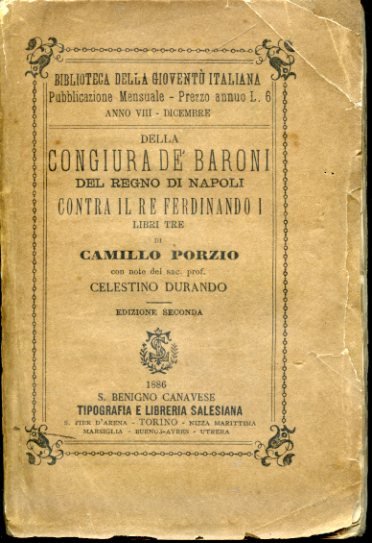 BIBLIOTECA DELLA GIOVENTÙ ITALIANA
Pubblicazione Mensuale - Prezzo annuo L. 6
ANNO VIII - DICEMBRE
DELLA
CONGIURA DE' BARONI
DEL REGNO DI NAPOLI
CONTRA IL RE FERDINANDO I
LIBRI TRE
DI
CAMILLO PORZIO
con note del sac. prof.
CELESTINO DURANDO
EDIZIONE SECONDA
1886
S. BENIGNO CANAVESE
TIPOGRAFIA E LIBRERIA SALESIANA
S. PIER D'ARENA - TORINO - NIZZA MARITTIMA
MARSIGLIA - BUENOS-AYRES - UTRERA